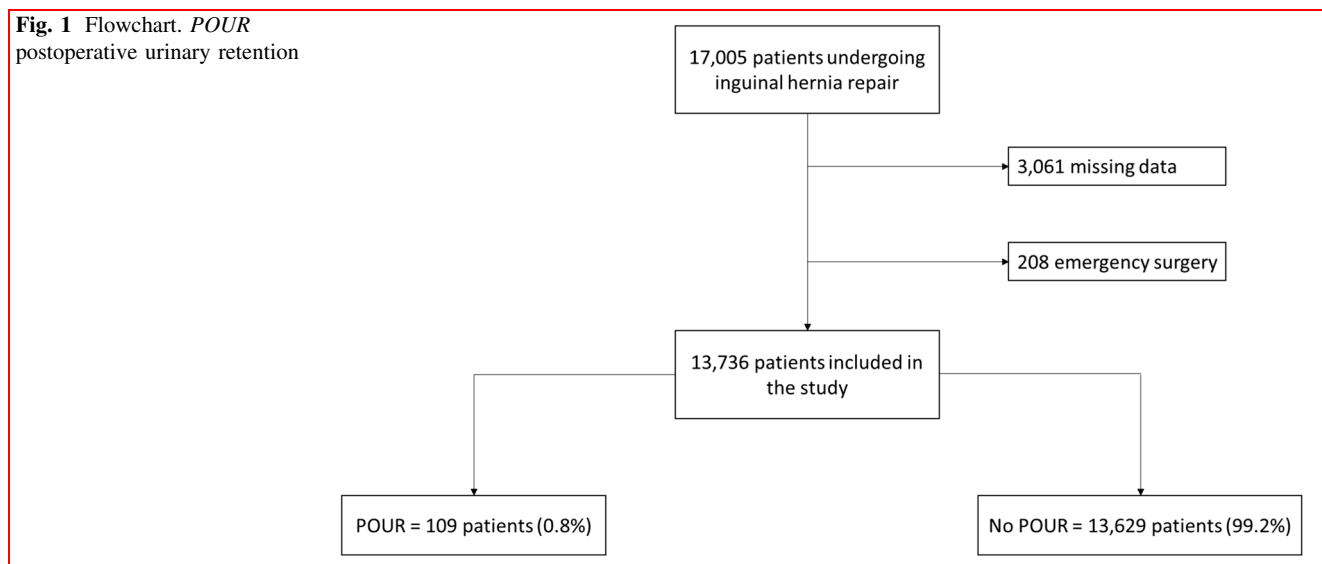 Fig. 1 Flowchart. POUR
postoperative urinary retention
17,005 patients undergoing
inguinal hernia repair
3,061 missing data
208 emergency surgery
13,736 patients included in
the study
POUR = 109 patients (0.8%)
No POUR = 13,629 patients (99.2%)